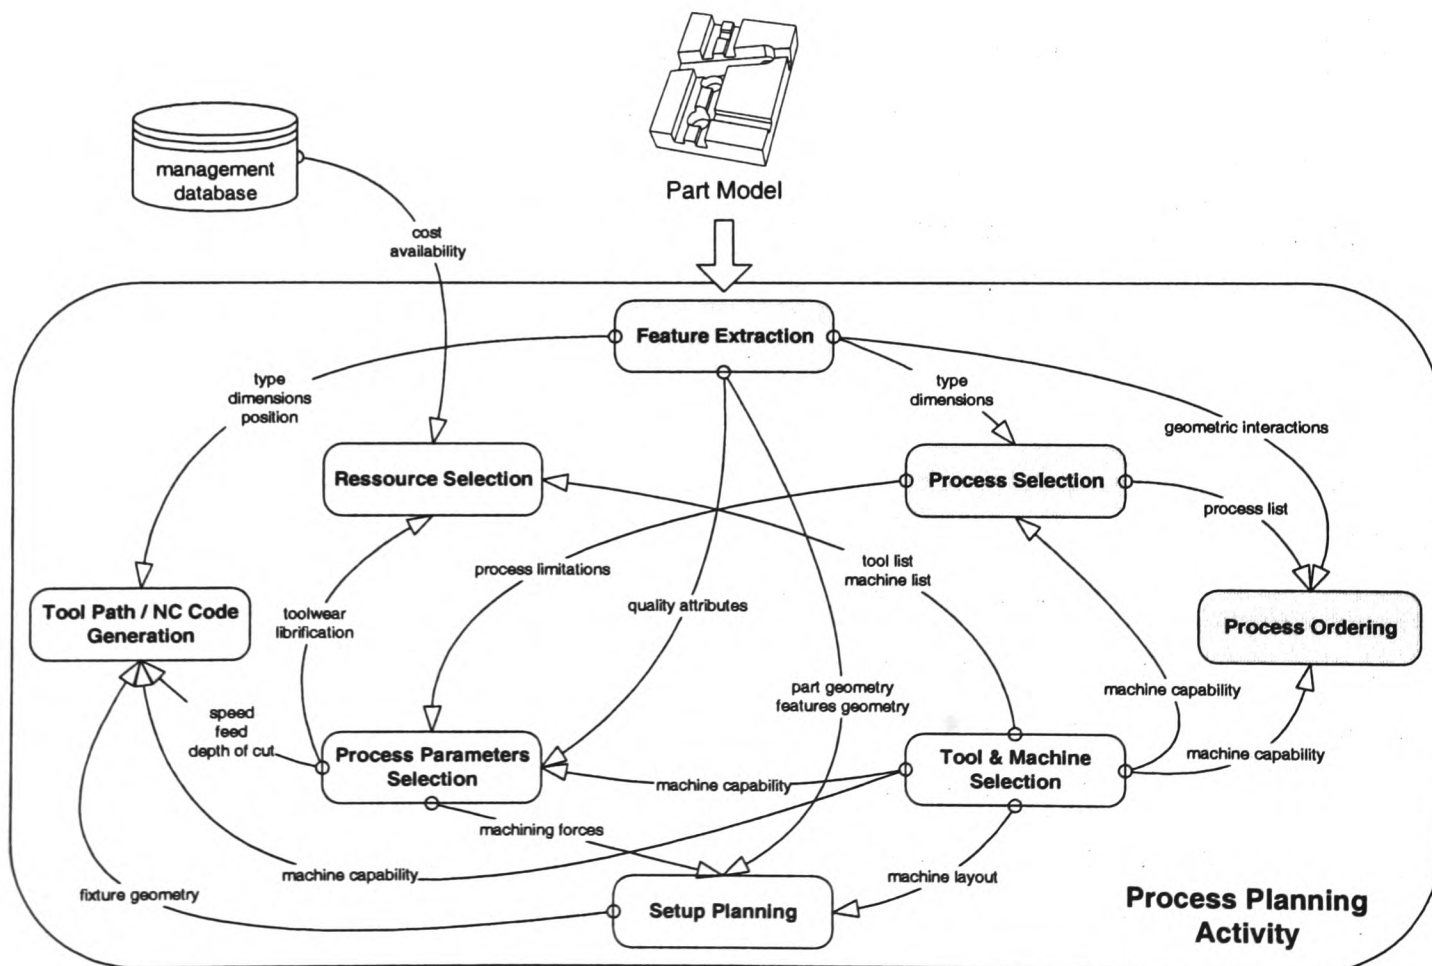 Part Model
management
database
cost
availability
Feature Extraction
type
dimensions
position
type
dimensions
geometric interactions
Ressource Selection
Process Selection
process list
process limitations
tool list
machine list
quality attributes
toolwear
librification
Tool Path / NC Code
Generation
Process Ordering
part geometry
features geometry
machine capability
speed
feed
depth of cut
Process Parameters
Selection
machine capability
Tool & Machine
Selection
machine capability
machining forces
machine capability
machine layout
fixture geometry
Setup Planning
Process Planning
Activity